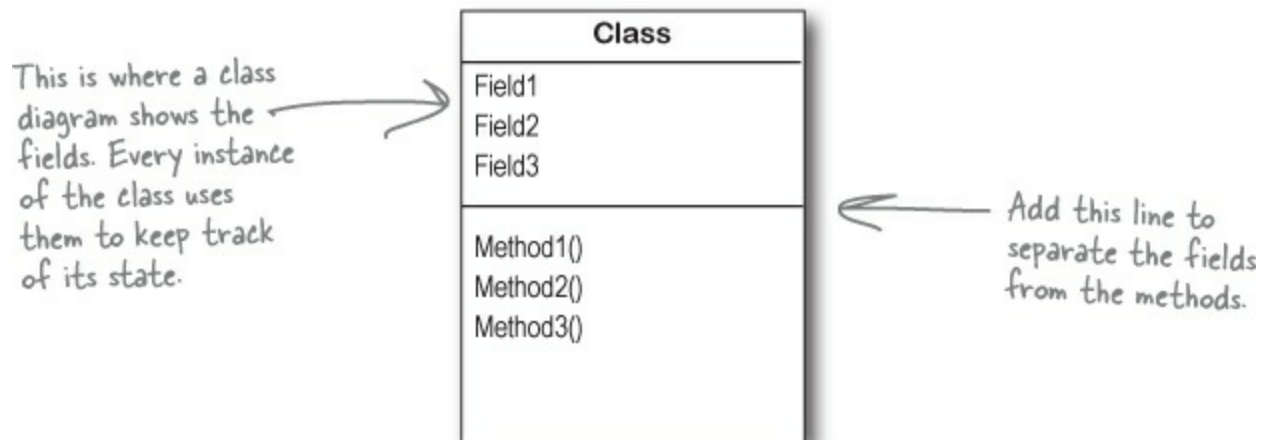 Class
This is where a class
diagram shows the
fields. Every instance
of the class uses
them to keep track
of its state.
Field1
Field2
Field3
Method1()
Method2()
Method3()
Add this line to
separate the fields
from the methods.